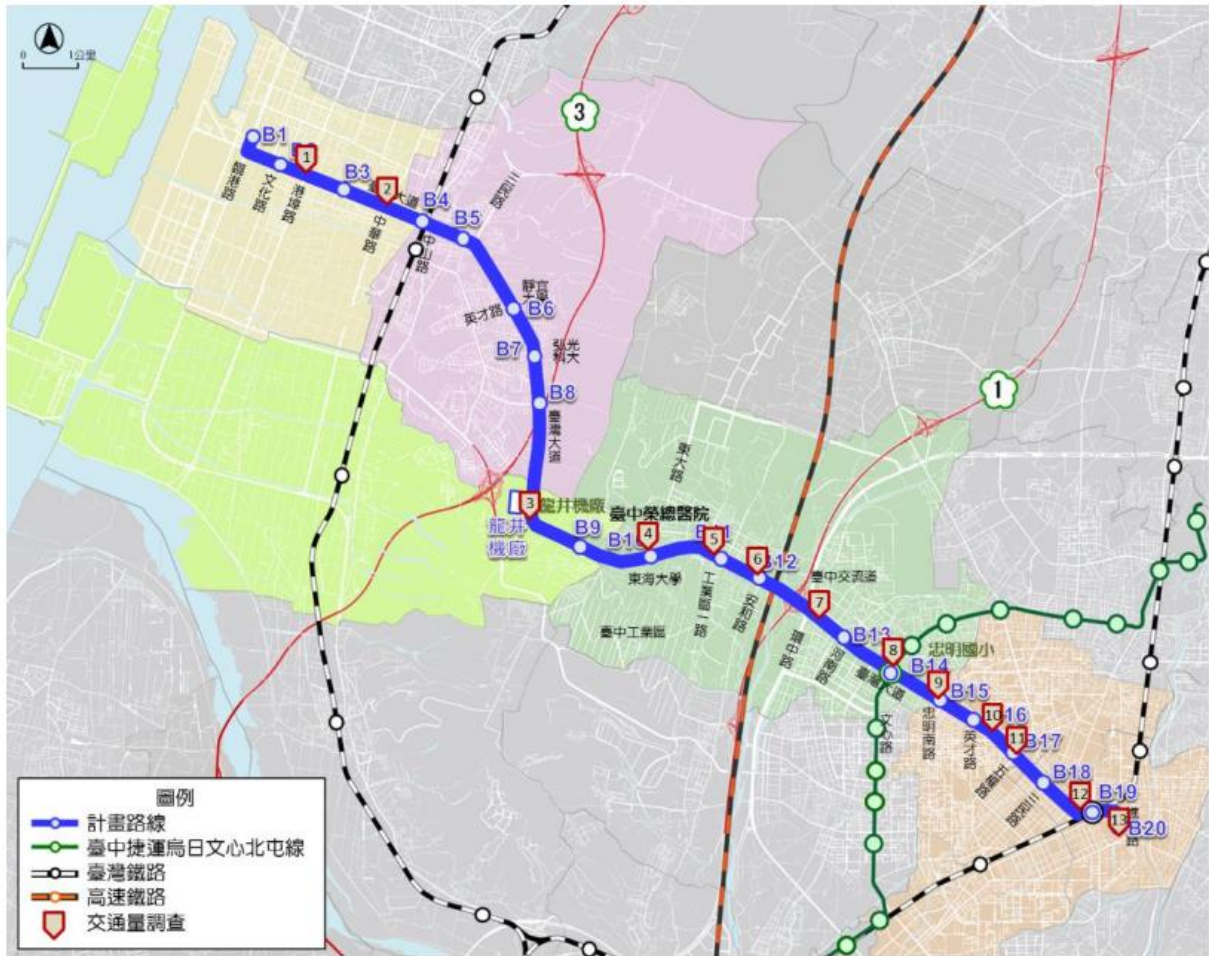 0 1公里
3
B1
1
B3
2
大道
B4
B5
碼港路
文化路
港埠路
中華路
中山路
三民路
靜宜
大學
B6
英才路
弘光
科大
B7
B8
臺灣大道
1
東大路
3
龍井機廠
龍井
機廠
臺中榮總醫院
B9
4
5
6
B12
東海大學
臺中工業區
工業區一路
安和路
臺中交流道
7
環中路
B13
河南路
8
忠明國小
B14
文心路
9
B15
忠明南路
10
英才路
11
B17
五權路
B18
三民路
12
B19
13
B20
圖例
計畫路線
臺中捷運烏日文心北屯線
臺灣鐵路
高速鐵路
交通量調查